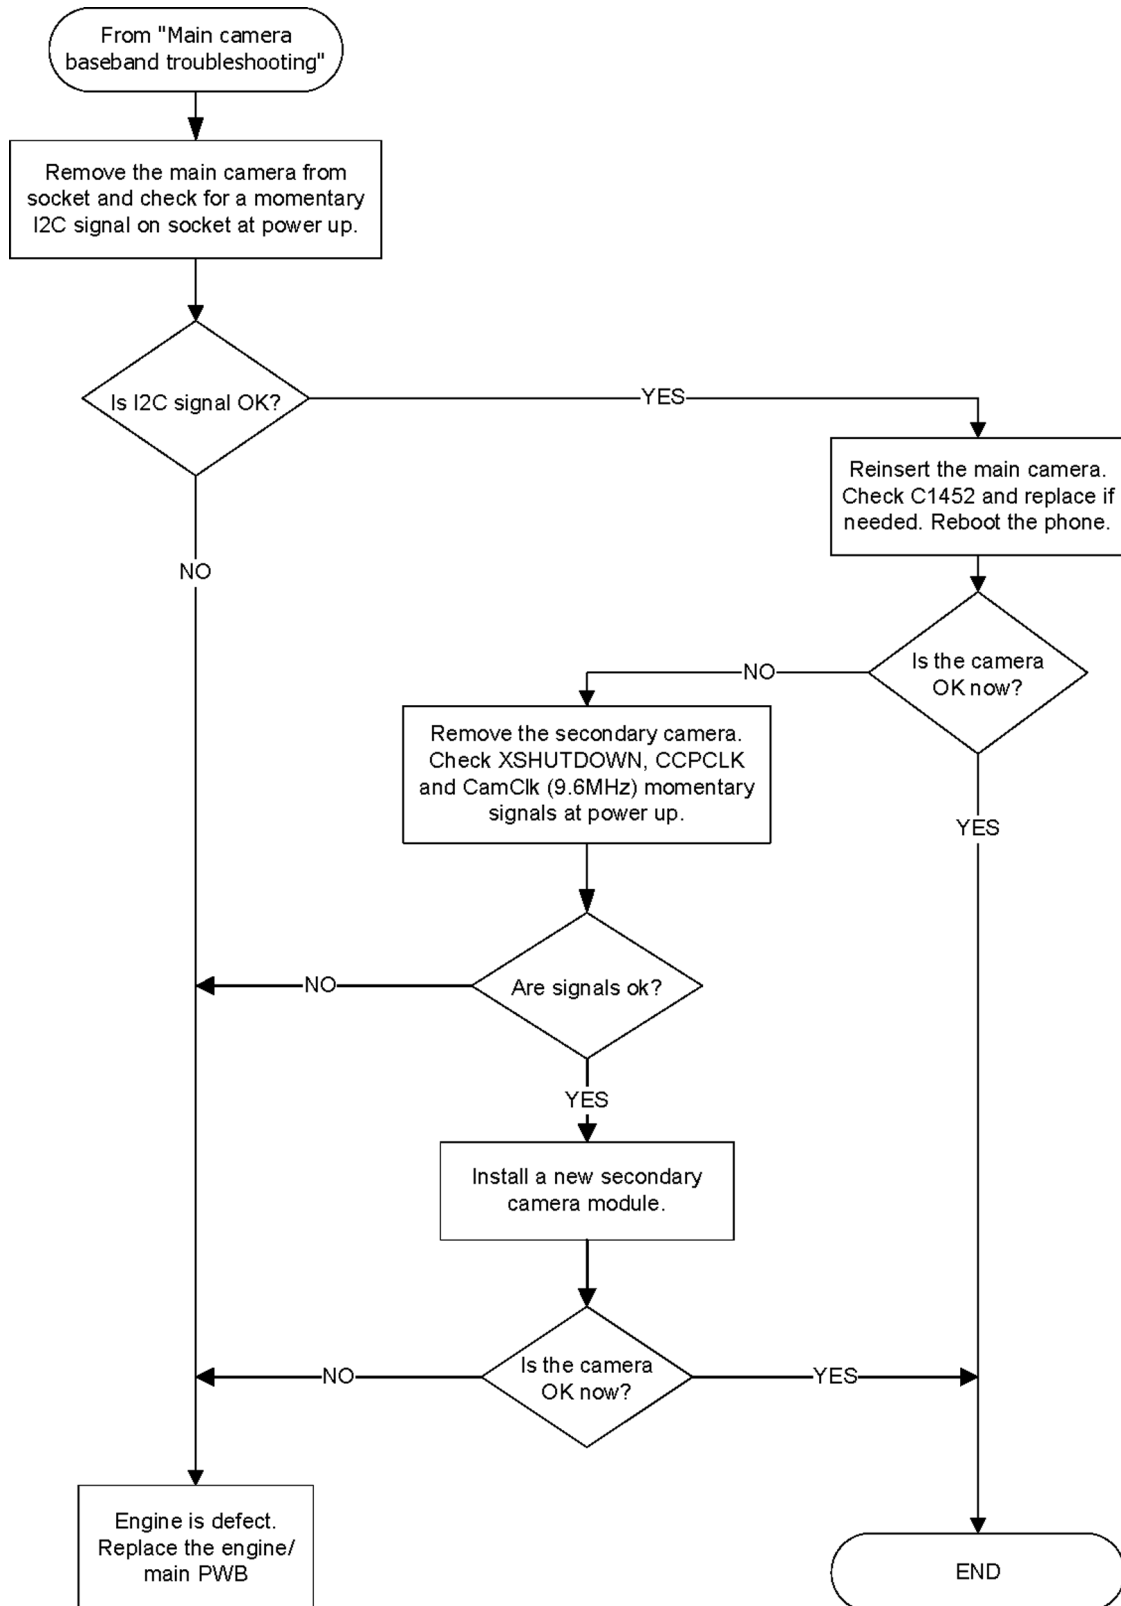 From "Main camera
baseband troubleshooting"
Remove the main camera from
socket and check for a momentary
I2C signal on socket at power up.
Is I2C signal OK?
YES
Reinsert the main camera.
Check C1452 and replace if
needed. Reboot the phone.
NO
Is the camera
OK now?
NO
Remove the secondary camera.
Check XSHUTDOWN, CCPCLK
and CamClk (9.6MHz) momentary
signals at power up.
YES
Are signals ok?
NO
YES
Install a new secondary
camera module.
Is the camera
OK now?
NO
YES
Engine is defect.
Replace the engine/
main PWB
END